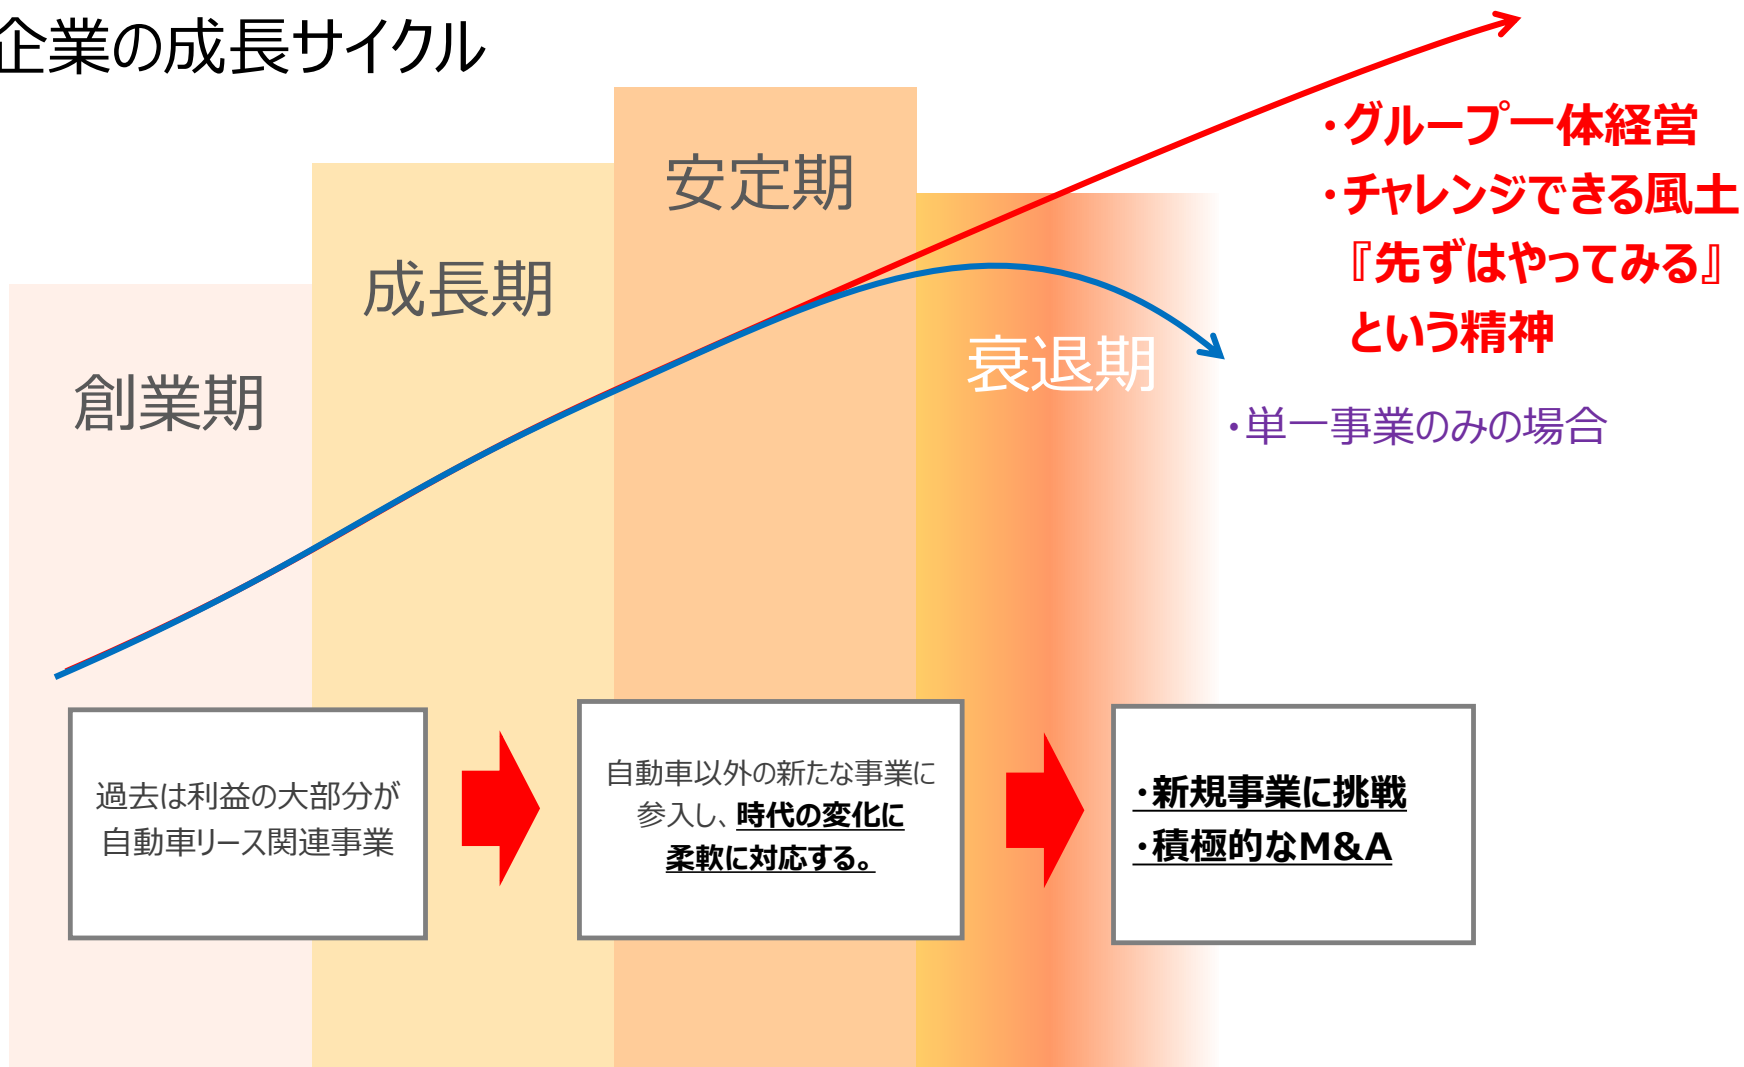 企業の成長サイクル
・グループ一体経営
・チャレンジできる風土
『先ずはやってみる』
という精神
安定期
成長期
衰退期
創業期
・単一事業のみの場合
過去は利益の大部分が
自動車リース関連事業
自動車以外の新たな事業に
参入し、時代の変化に
柔軟に対応する。
・新規事業に挑戦
・積極的なM&A